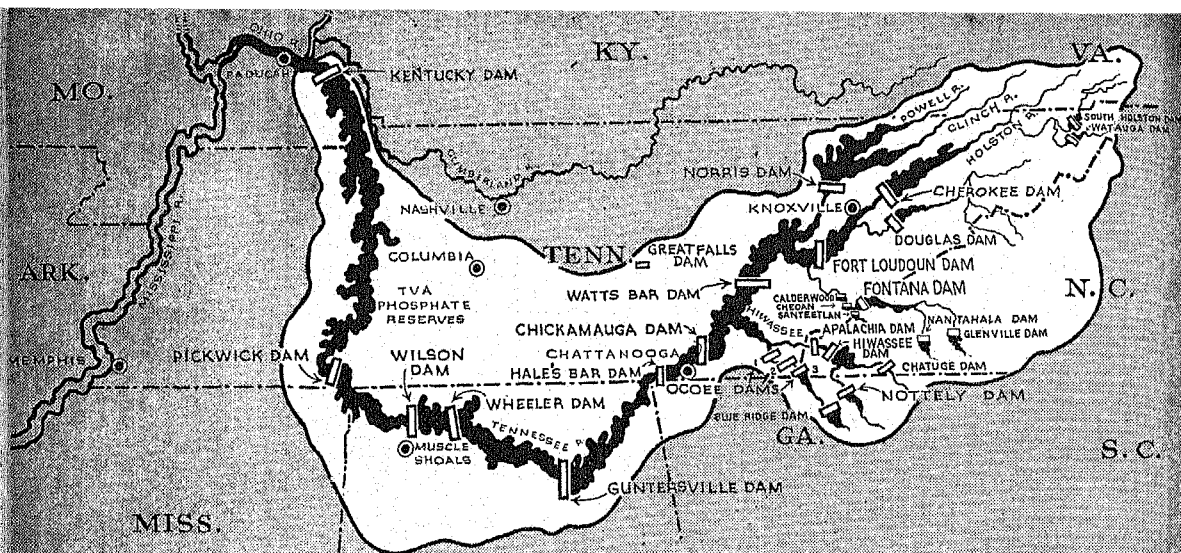 OHIO R.
PADUCAH
KENTUCKY DAM
KY.
VA.
MO.
POWELL R.
CLINCH R.
HOLSTON R.
SOUTH HOLSTON DAM
WATAUGA DAM
CUMBERLAND
NORRIS DAM
CHEROKEE DAM
NASHVILLE
KNOXVILLE
MISSISSIPPI R.
DOUGLAS DAM
TENN.
GREAT FALLS
DAM
COLUMBIA
FORT LOUDOUN DAM
ARK.
FONTANA DAM
N. C.
WATTS BAR DAM
TVA
PHOSPHATE
RESERVES
CALDERWOOD
CHEOAH
SANTEETLAH
NANTAHALA DAM
GLENVILLE DAM
HIWASSEE
APALACHIA DAM
HIWASSEE
DAM
CHICKAMAUGA DAM
CHATTANOOGA
MEMPHIS
PICKWICK DAM
WILSON
DAM
HALES BAR DAM
CHATUGE DAM
OCOEE DAMS
1
2
3
NOTTELY DAM
WHEELER DAM
BLUE RIDGE DAM
TENNESSEE R.
GA.
MUSCLE
SHOALS
S. C.
GUNTERSVILLE DAM
MISS.